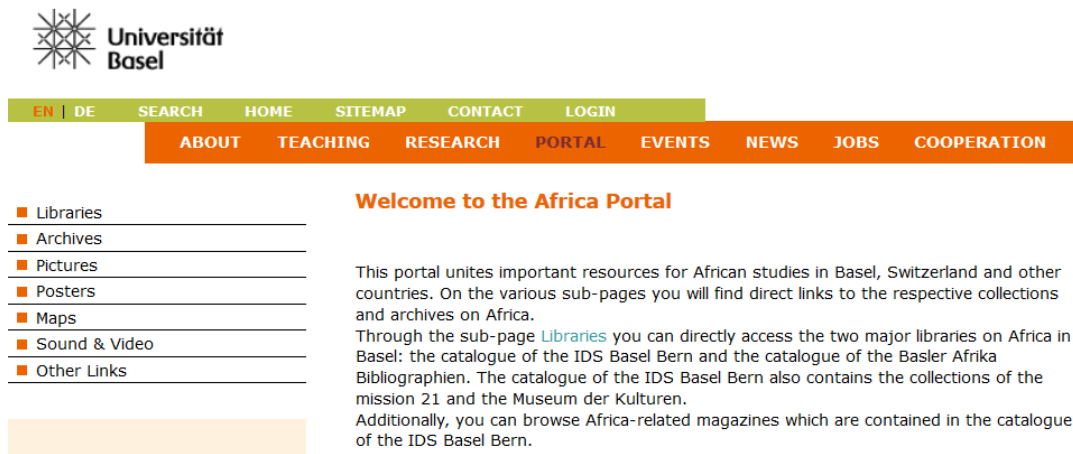 Universität
Basel
EN | DE SEARCH HOME SITEMAP CONTACT LOGIN
ABOUT TEACHING RESEARCH PORTAL EVENTS NEWS JOBS COOPERATION
Libraries
Archives
Pictures
Posters
Maps
Sound & Video
Other Links
Welcome to the Africa Portal
This portal unites important resources for African studies in Basel, Switzerland and other
countries. On the various sub-pages you will find direct links to the respective collections
and archives on Africa.
Through the sub-page Libraries you can directly access the two major libraries on Africa in
Basel: the catalogue of the IDS Basel Bern and the catalogue of the Basler Afrika
Bibliographien. The catalogue of the IDS Basel Bern also contains the collections of the
mission 21 and the Museum der Kulturen.
Additionally, you can browse Africa-related magazines which are contained in the catalogue
of the IDS Basel Bern.